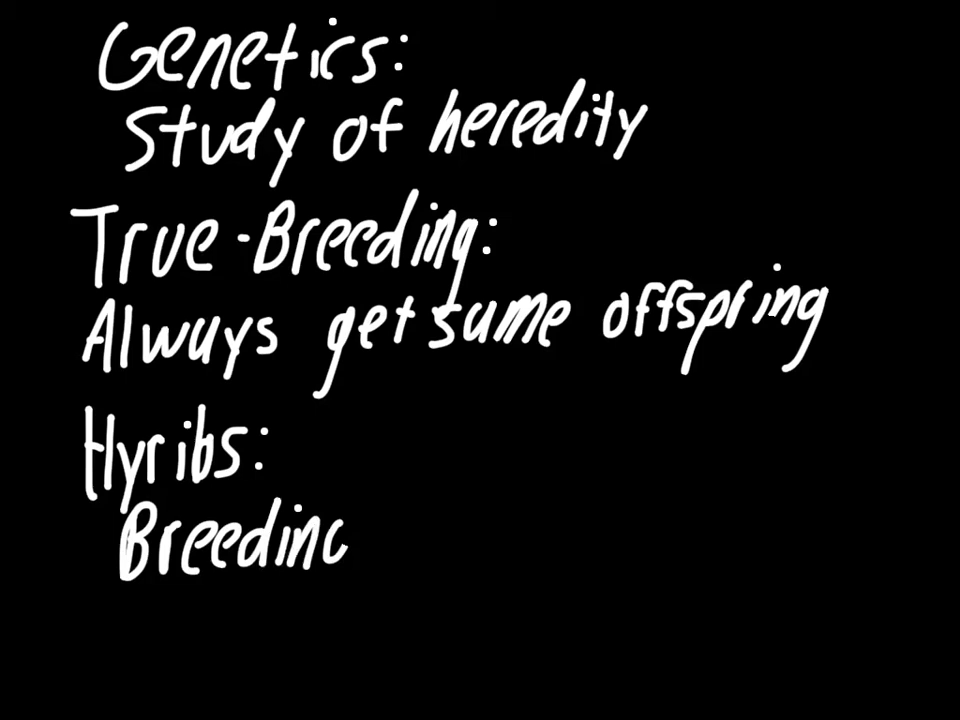 Genetics:
Study of heredity
True-Breeding:
Always get same offspring
Hyribs:
Breedinc